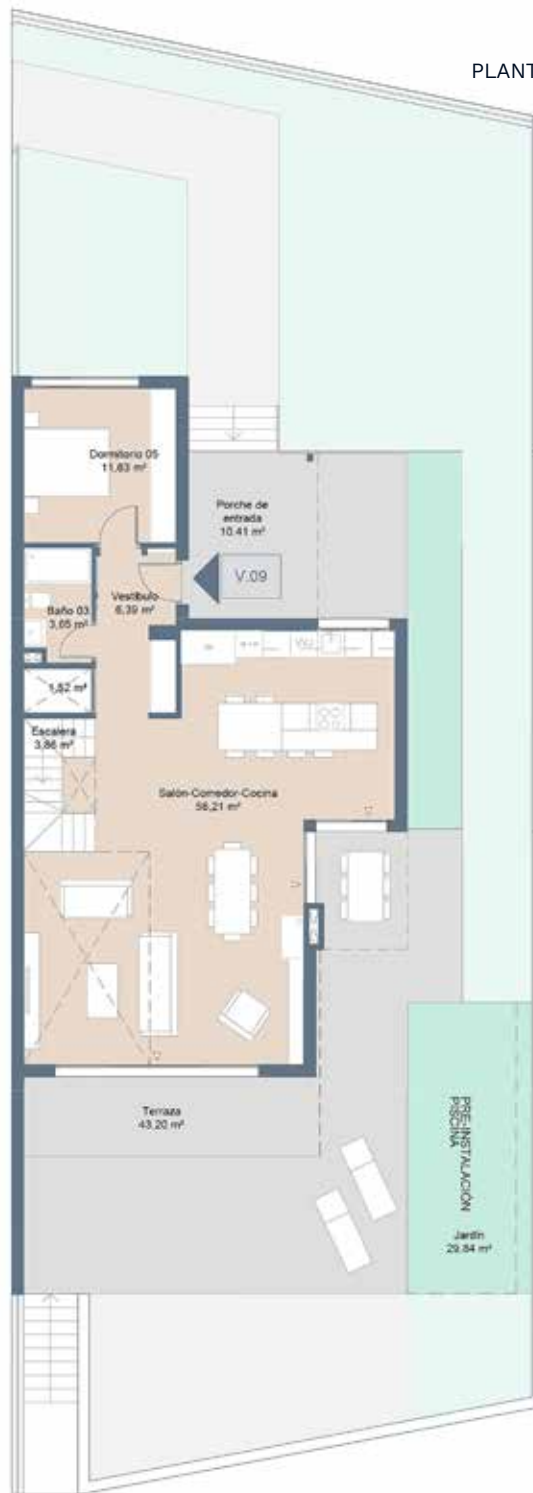 PLANT
Dormitorio 05
11,63 m²
Porche de
entrada
10.41 m²
V.09
Vestíbulo
6,39 m²
Baño 03
3,65 m²
1,52 m²
Escalera
3,86 m²
Salón-Comedor-Cocina
56,21 m²
Terraza
43,20 m²
PRE-INSTALACIÓN
PISCINA
Jardín
29,84 m²